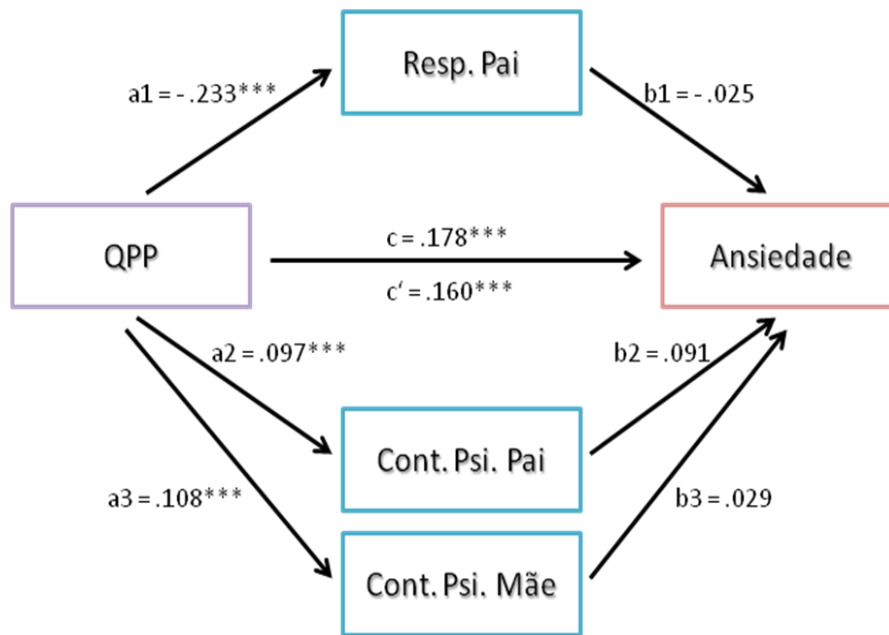 Resp. Pai
a1 = - .233***
b1 = - .025
QPP
c = .178***
c‘ = .160***
Ansiedade
a2 = .097***
b2 = .091
Cont. Psi. Pai
a3 = .108***
b3 = .029
Cont. Psi. Mãe